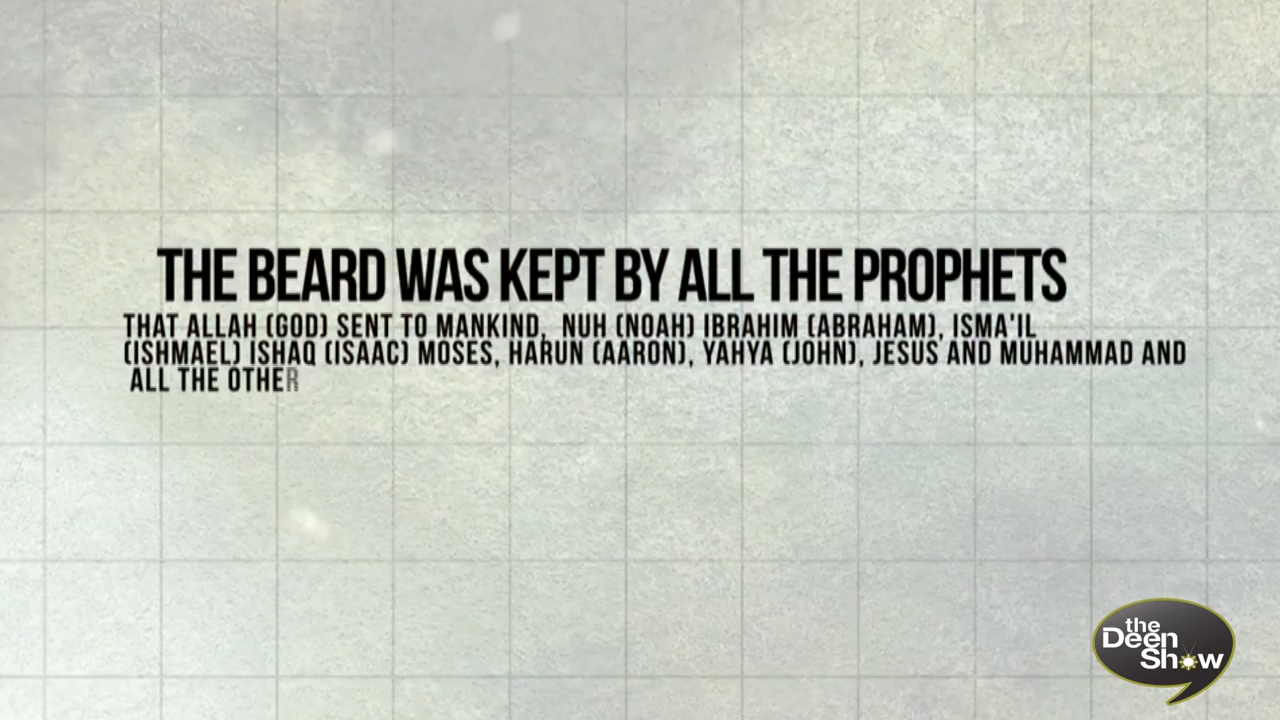 THE BEARD WAS KEPT BY ALL THE PROPHETS
THAT ALLAH (GOD) SENT TO MANKIND, NUH (NOAH) IBRAHIM (ABRAHAM), ISMA'IL
(ISHMAEL) ISHAQ (ISAAC) MOSES, HARUN (AARON), YAHYA (JOHN), JESUS AND MUHAMMAD AND
ALL THE OTHER
the
Deen
Show